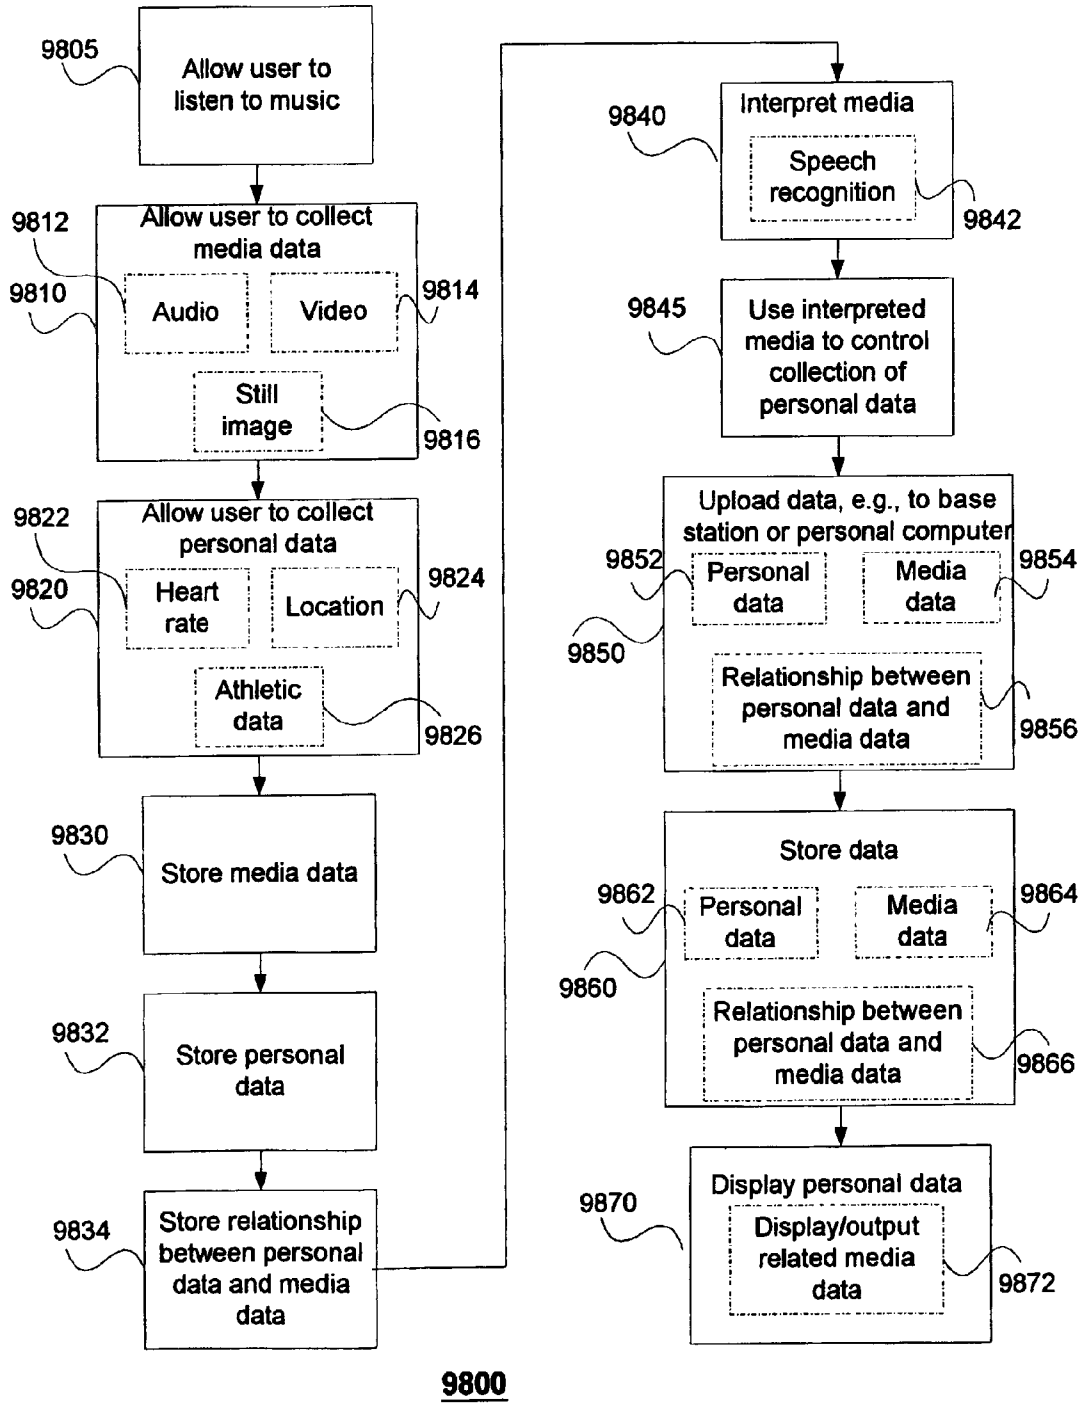 9805
Allow user to
listen to music
Allow user to collect
media data
9812
9810
Audio
Video
9814
Still
image
9816
Allow user to collect
personal data
9822
9820
Heart
rate
Location
9824
Athletic
data
9826
9830
Store media data
9832
Store personal
data
9834
Store relationship
between personal
data and media
data
Interpret media
9840
Speech
recognition
9842
9845
Use interpreted
media to control
collection of
personal data
Upload data, e.g., to base
station or personal computer
9852
9850
Personal
data
Media
data
9854
Relationship between
personal data and
media data
9856
Store data
9862
9860
Personal
data
Media
data
9864
Relationship between
personal data and
media data
9866
9870
Display personal data
Display/output
related media
data
9872
9800